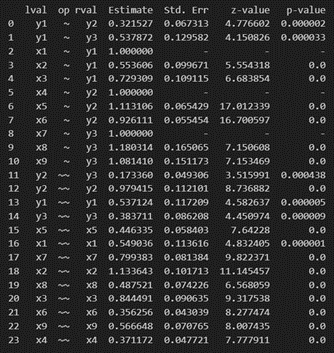 lval op rval Estimate Std. Err z-value p-value
0 y1 ~ y2 0.321527 0.067313 4.776602 0.000002
1 y1 ~ y3 0.537872 0.129582 4.150826 0.000033
2 x1 ~ y1 1.000000 - - -
3 x2 ~ y1 0.553606 0.099671 5.554318 0.0
4 x3 ~ y1 0.729309 0.109115 6.683854 0.0
5 x4 ~ y2 1.000000 - - -
6 x5 ~ y2 1.113106 0.065429 17.012339 0.0
7 x6 ~ y2 0.926111 0.055454 16.700597 0.0
8 x7 ~ y3 1.000000 - - -
9 x8 ~ y3 1.180314 0.165065 7.150608 0.0
10 x9 ~ y3 1.081410 0.151173 7.153469 0.0
11 y2 ~~ y3 0.173360 0.049306 3.515991 0.000438
12 y2 ~~ y2 0.979415 0.112101 8.736882 0.0
13 y1 ~~ y1 0.537124 0.117209 4.582637 0.000005
14 y3 ~~ y3 0.383711 0.086208 4.450974 0.000009
15 x5 ~~ x5 0.446335 0.058403 7.64228 0.0
16 x1 ~~ x1 0.549036 0.113616 4.832405 0.000001
17 x7 ~~ x7 0.799383 0.081384 9.822371 0.0
18 x2 ~~ x2 1.133643 0.101713 11.145457 0.0
19 x8 ~~ x8 0.487521 0.074226 6.568059 0.0
20 x3 ~~ x3 0.844491 0.090635 9.317538 0.0
21 x6 ~~ x6 0.356256 0.043039 8.277474 0.0
22 x9 ~~ x9 0.566648 0.070765 8.007435 0.0
23 x4 ~~ x4 0.371172 0.047721 7.777911 0.0